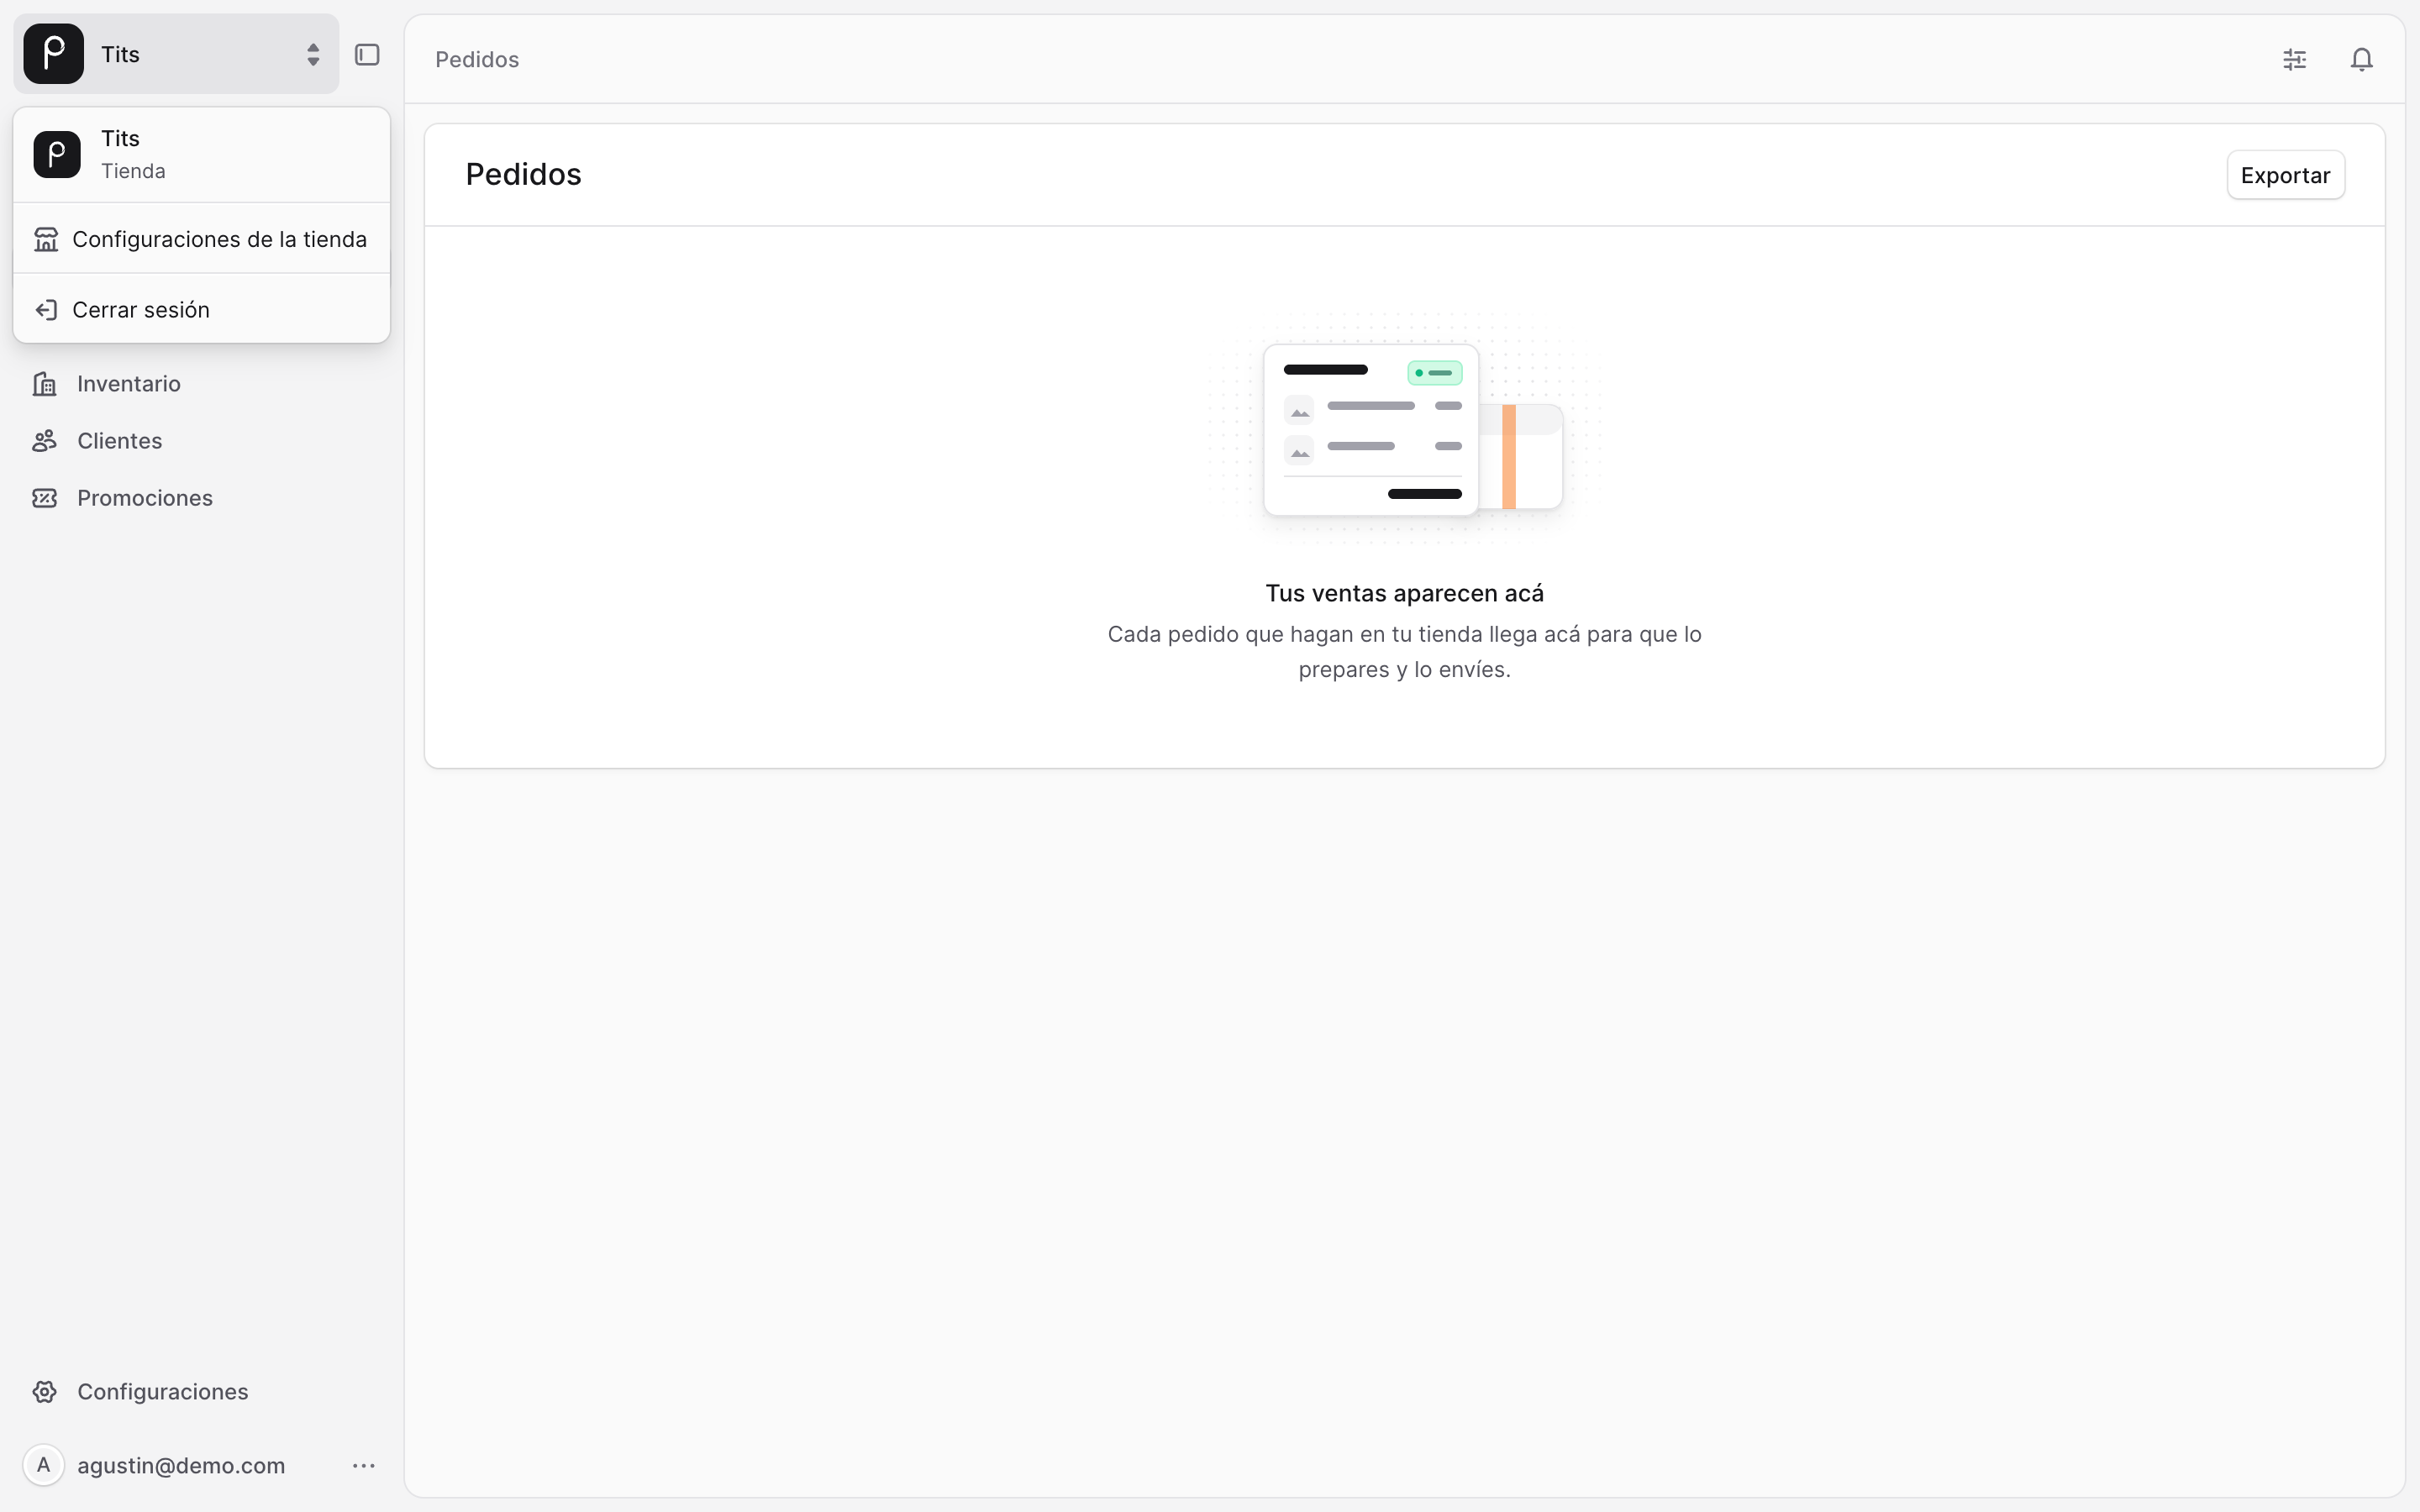 Tits
Tits
Tienda
Configuraciones de la tienda
Cerrar sesión
Inventario
Clientes
Promociones
Configuraciones
A
agustin@demo.com
Pedidos
Pedidos
Exportar
Tus ventas aparecen acá
Cada pedido que hagan en tu tienda llega acá para que lo
prepares y lo envíes.